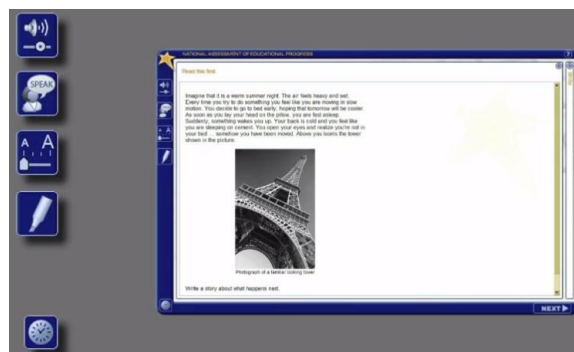 NATIONAL ASSESSMENT OF EDUCATIONAL PROGRESS
?
SPEAK
Read this first.
A A
Imagine that it is a warm summer night. The air feels heavy and wet.
Every time you try to do something you feel like you are moving in slow
motion. You decide to go to bed early, hoping that tomorrow will be cooler.
As soon as you lay your head on the pillow, you are fast asleep.
Suddenly, something wakes you up. Your back is cold and you feel like
you are sleeping on cement. You open your eyes and realize you're not in
your bed ... somehow you have been moved. Above you looms the tower
shown in the picture.
Photograph of a familiar looking tower
Write a story about what happens next.
NEXT